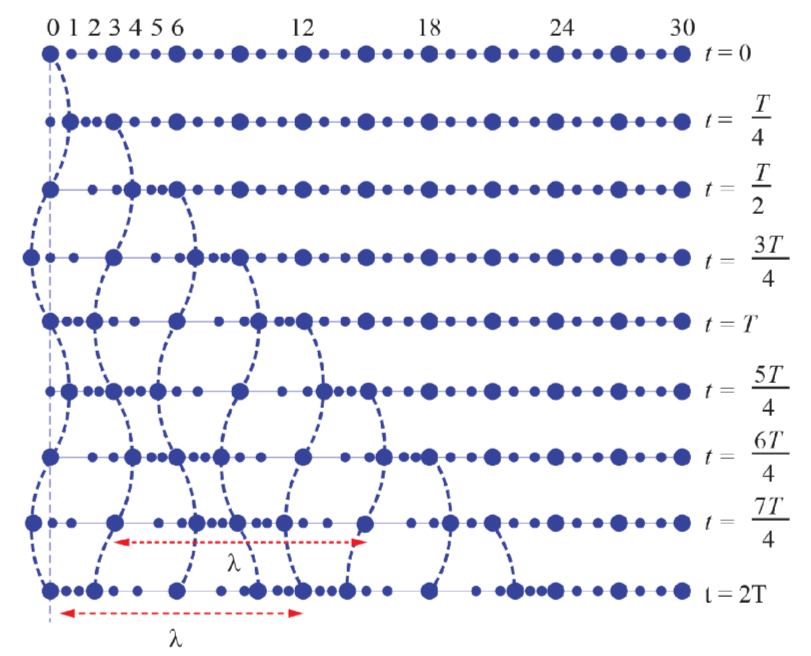 0 1 2 3 4 5 6 12 18 24 30
t = 0
t = T/4
t = T/2
t = 3T/4
t = T
t = 5T/4
t = 6T/4
t = 7T/4
λ
t = 2T
λ